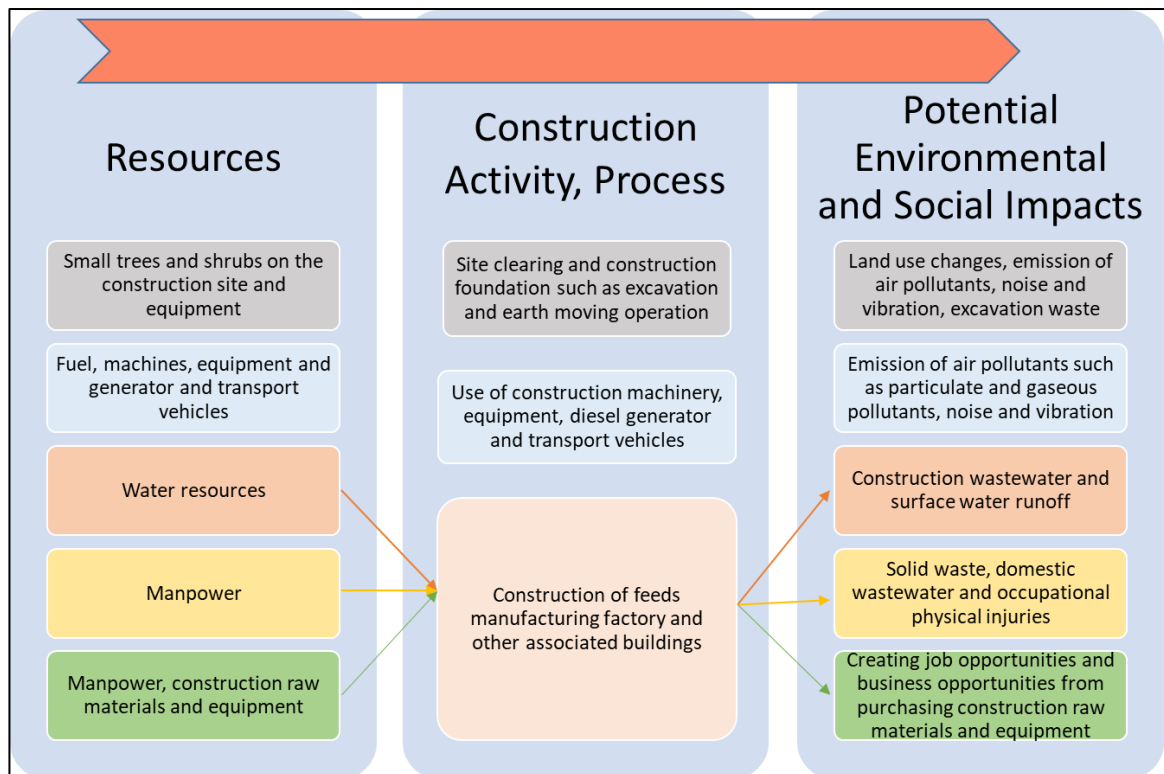 Resources
Small trees and shrubs on the
construction site and
equipment
Fuel, machines, equipment and
generator and transport
vehicles
Water resources
Manpower
Manpower, construction raw
materials and equipment
Construction
Activity, Process
Site clearing and construction
foundation such as excavation
and earth moving operation
Use of construction machinery,
equipment, diesel generator
and transport vehicles
Construction of feeds
manufacturing factory and
other associated buildings
Potential
Environmental
and Social Impacts
Land use changes, emission of
air pollutants, noise and
vibration, excavation waste
Emission of air pollutants such
as particulate and gaseous
pollutants, noise and vibration
Construction wastewater and
surface water runoff
Solid waste, domestic
wastewater and occupational
physical injuries
Creating job opportunities and
business opportunities from
purchasing construction raw
materials and equipment